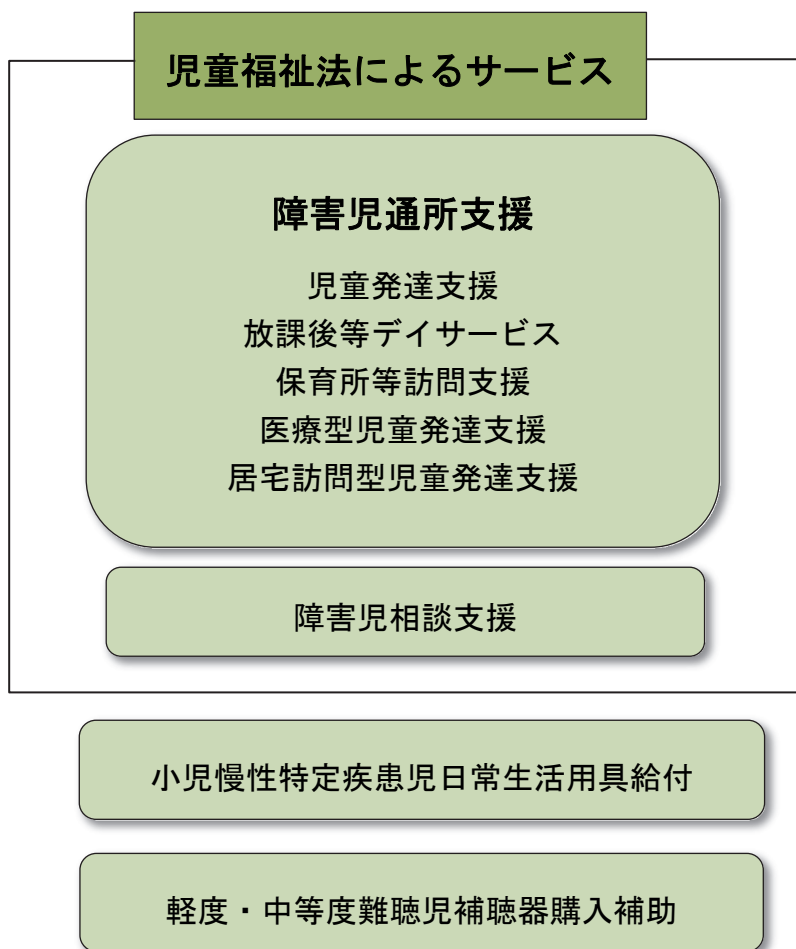 児童福祉法によるサービス
障害児通所支援
児童発達支援
放課後等デイサービス
保育所等訪問支援
医療型児童発達支援
居宅訪問型児童発達支援
障害児相談支援
小児慢性特定疾患児日常生活用具給付
軽度・中等度難聴児補聴器購入補助